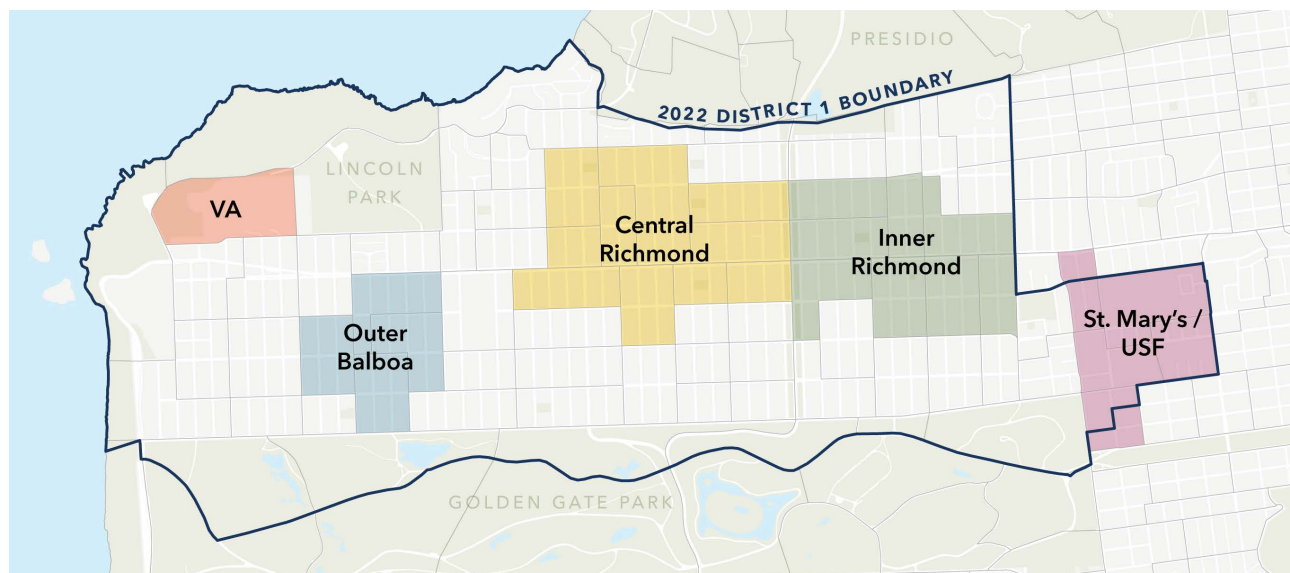 PRESIDIO
2022 DISTRICT 1 BOUNDARY
LINCOLN
PARK
VA
Central
Richmond
Inner
Richmond
Outer
Balboa
St. Mary's /
USF
GOLDEN GATE PARK